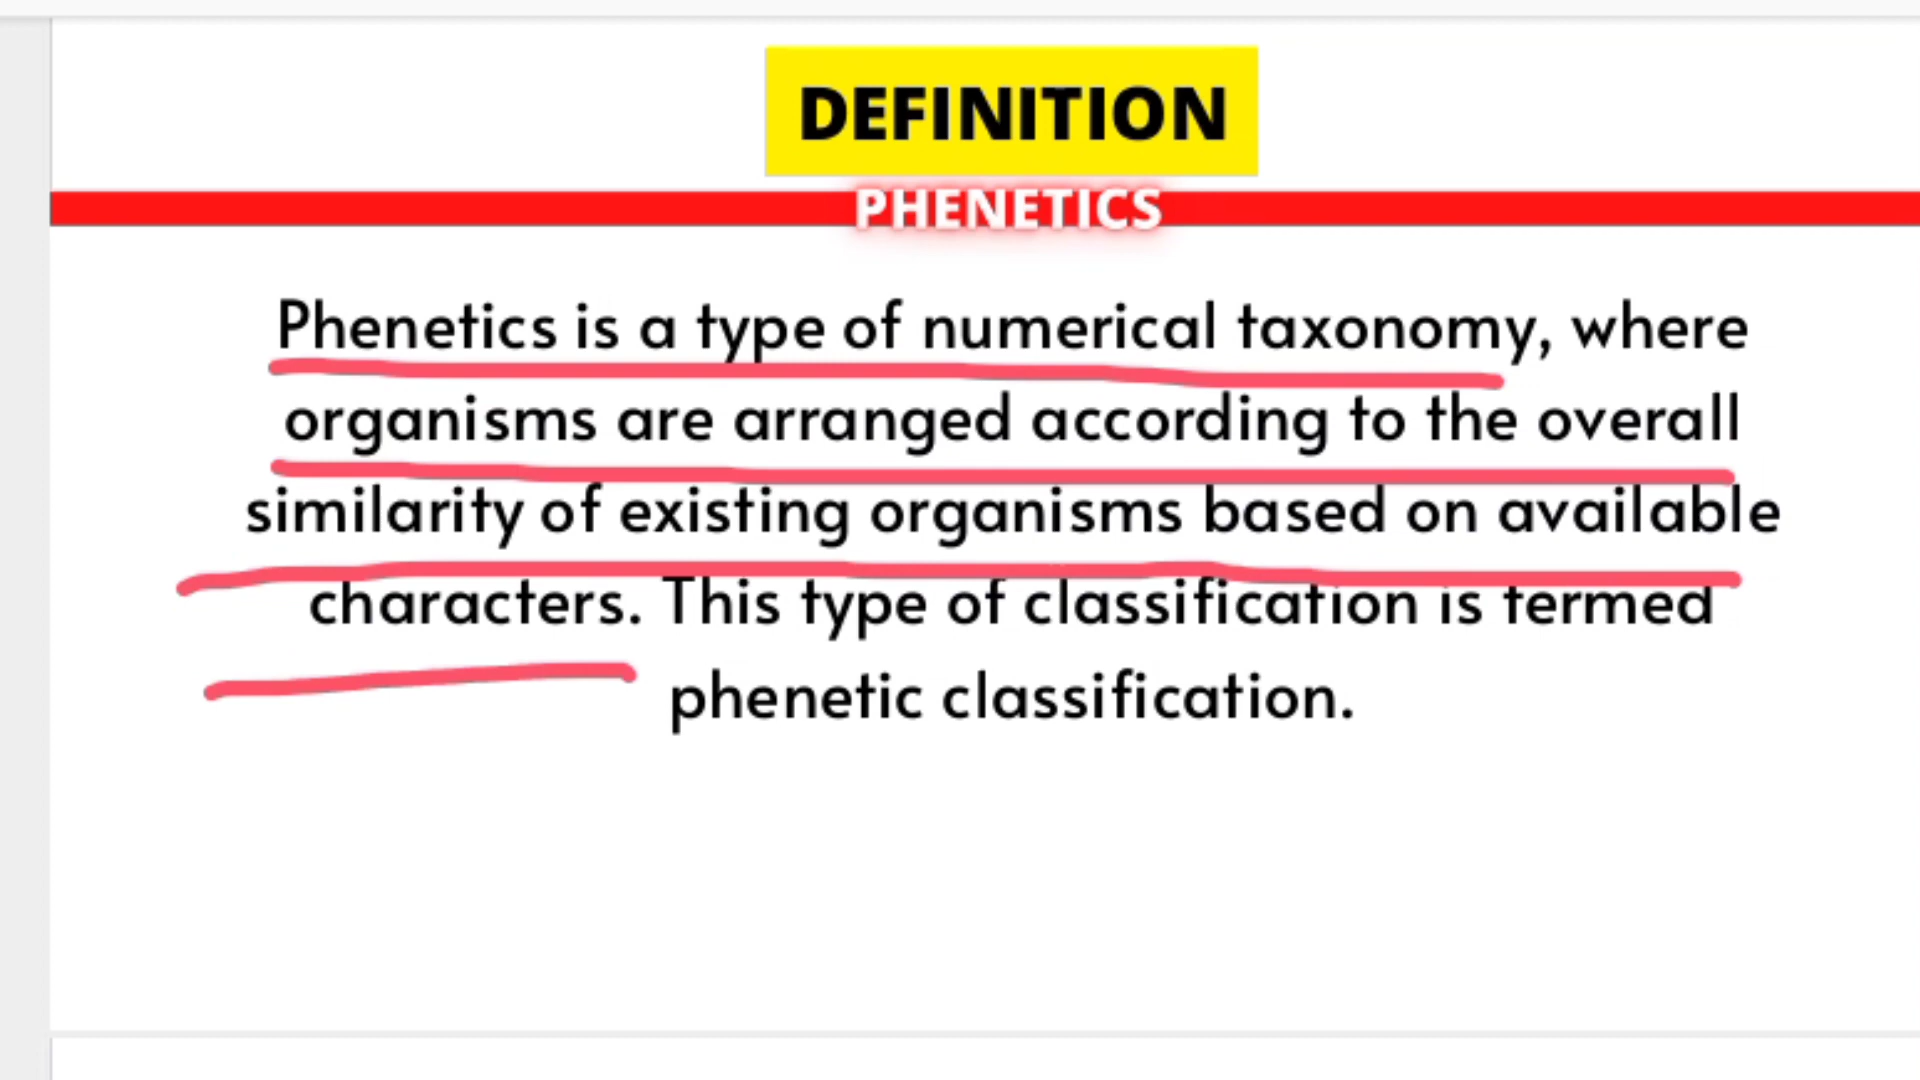 DEFINITION
PHENETICS
Phenetics is a type of numerical taxonomy, where
organisms are arranged according to the overall
similarity of existing organisms based on available
characters. This type of classification is termed
phenetic classification.